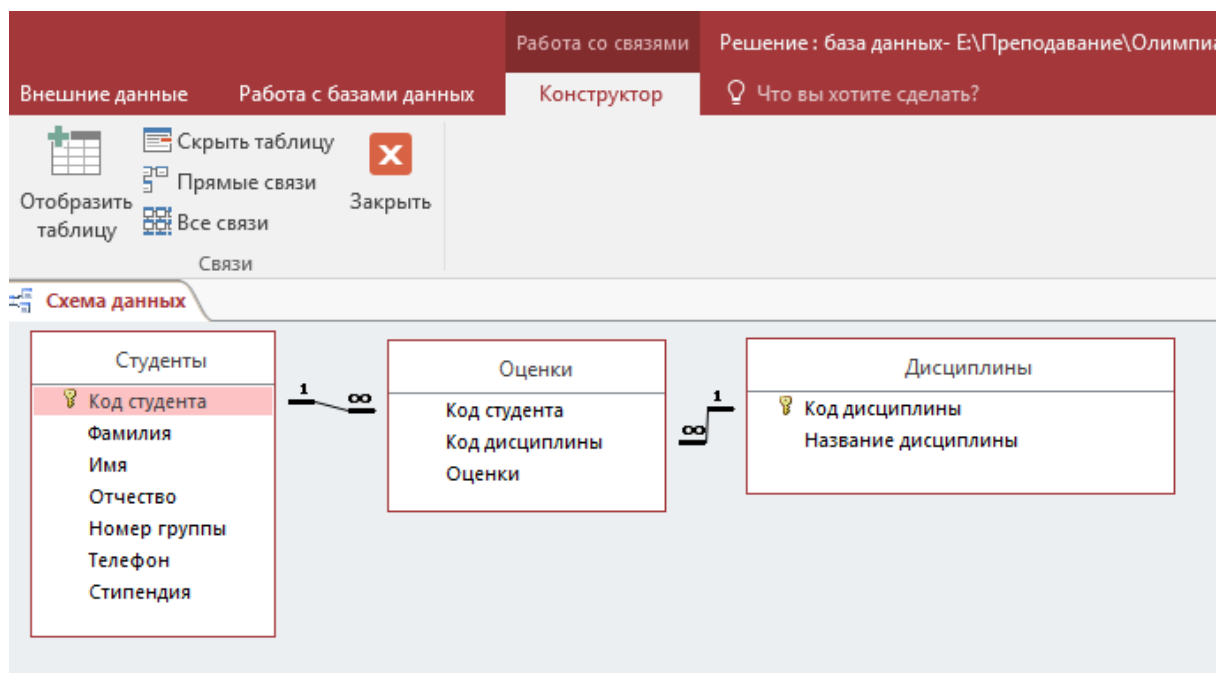 Работа со связями
Решение : база данных- E:\Преподавание\Олимпиа
Внешние данные
Работа с базами данных
Конструктор
Что вы хотите сделать?
Отобразить
таблицу
Скрыть таблицу
Прямые связи
Все связи
Закрыть
Связи
Схема данных
Студенты
Код студента
Фамилия
Имя
Отчество
Номер группы
Телефон
Стипендия
1
∞
Оценки
Код студента
Код дисциплины
Оценки
∞
1
Дисциплины
Код дисциплины
Название дисциплины